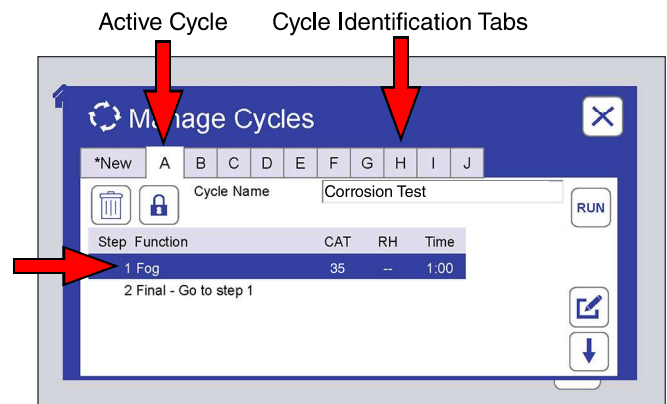 Active Cycle Cycle Identification Tabs
Manage Cycles
*New A B C D E F G H I J
Cycle Name Corrosion Test
RUN
Step Function CAT RH Time
1 Fog 35 -- 1:00
2 Final - Go to step 1